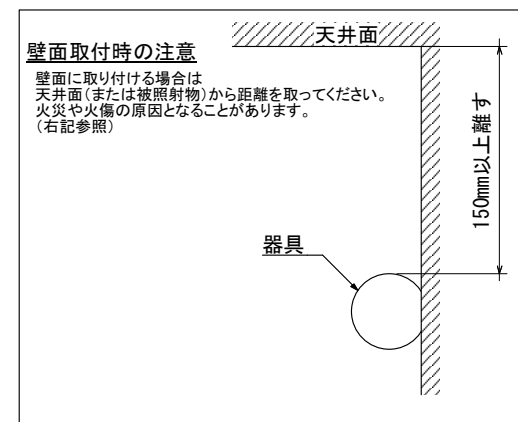 壁面取付時の注意
壁面に取り付ける場合は
天井面(または被照射物)から距離を取ってください。
火災や火傷の原因となることがあります。
(右記参照)
天井面
150mm以上離す
器具